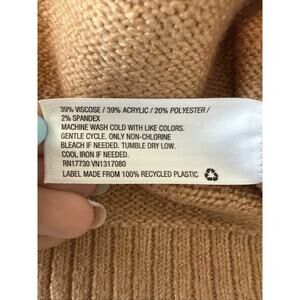 39% VISCOSE / 39% ACRYLIC / 20% POLYESTER /
2% SPANDEX
MACHINE WASH COLD WITH LIKE COLORS.
GENTLE CYCLE. ONLY NON-CHLORINE
BLEACH IF NEEDED. TUMBLE DRY LOW.
COOL IRON IF NEEDED.
RN17730 VN1317080
LABEL MADE FROM 100% RECYCLED PLASTIC